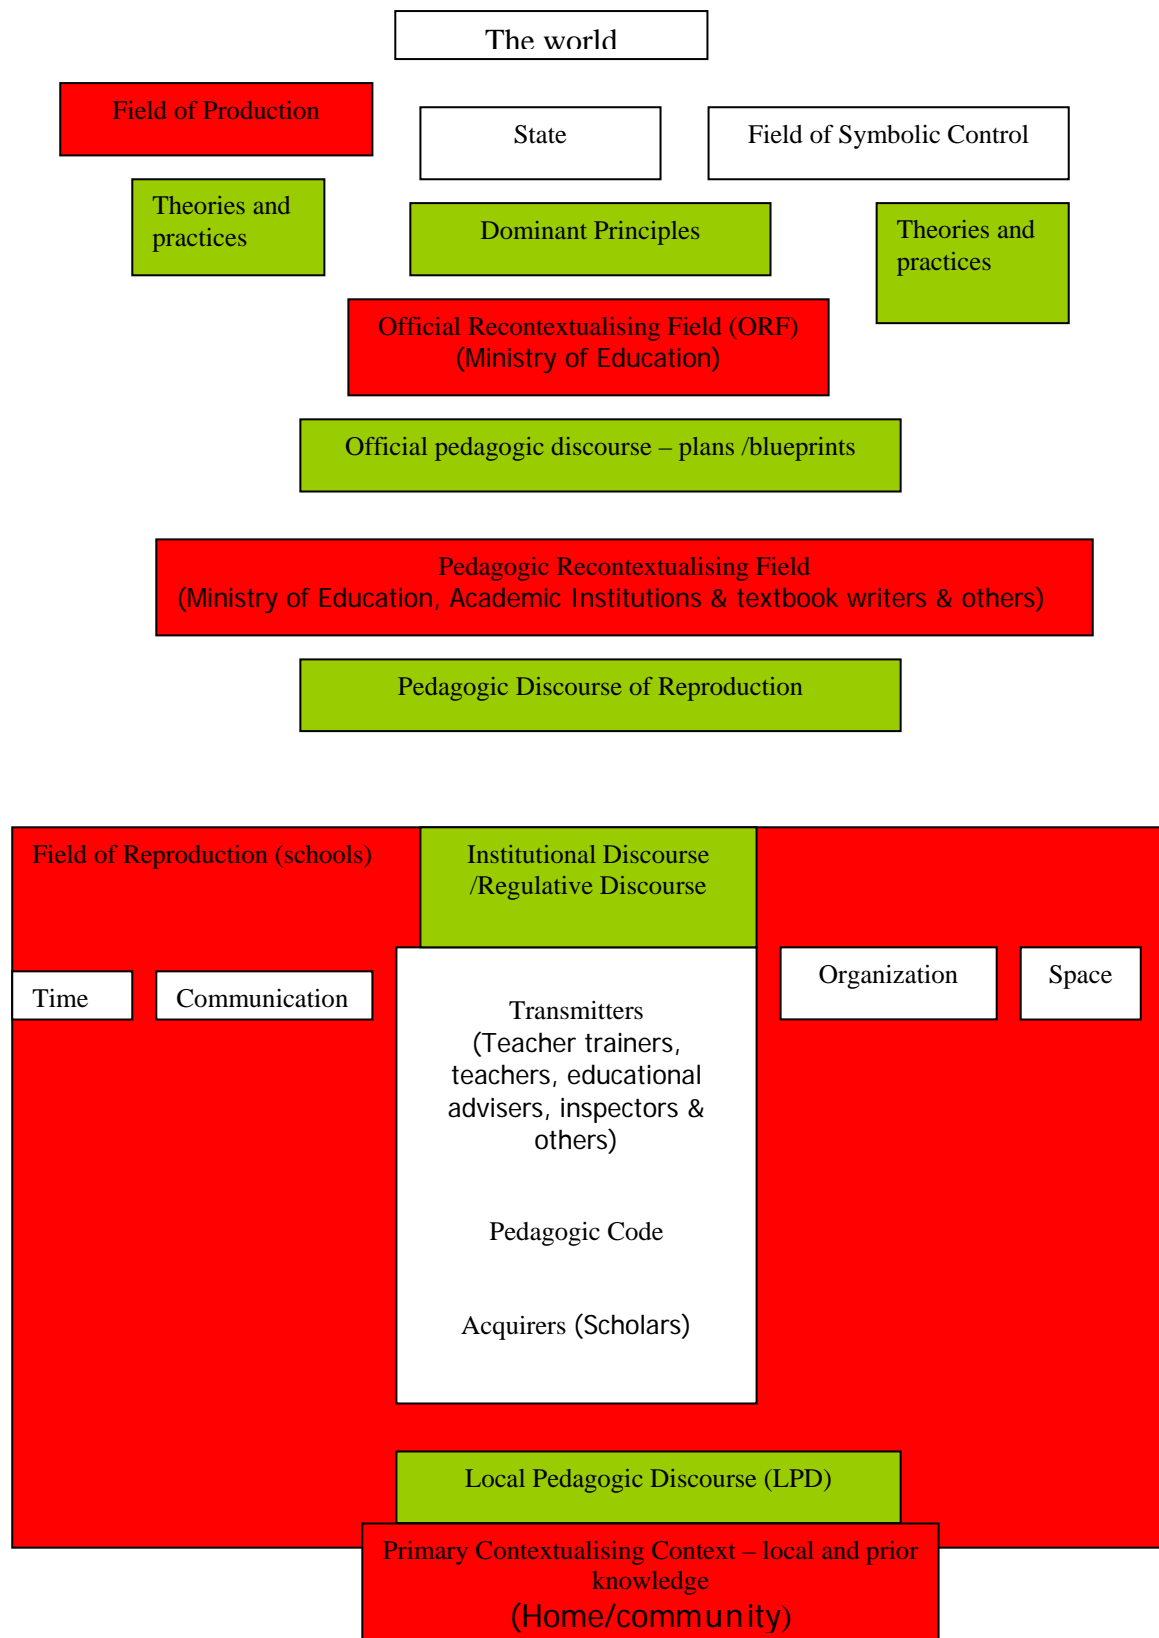 The world
Field of Production
State
Field of Symbolic Control
Theories and
practices
Dominant Principles
Theories and
practices
Official Recontextualising Field (ORF)
(Ministry of Education)
Official pedagogic discourse – plans /blueprints
Pedagogic Recontextualising Field
(Ministry of Education, Academic Institutions & textbook writers & others)
Pedagogic Discourse of Reproduction
Field of Reproduction (schools)
Institutional Discourse
/Regulative Discourse
Time
Communication
Organization
Space
Transmitters
(Teacher trainers,
teachers, educational
advisers, inspectors &
others)
Pedagogic Code
Acquirers (Scholars)
Local Pedagogic Discourse (LPD)
Primary Contextualising Context – local and prior
knowledge
(Home/community)